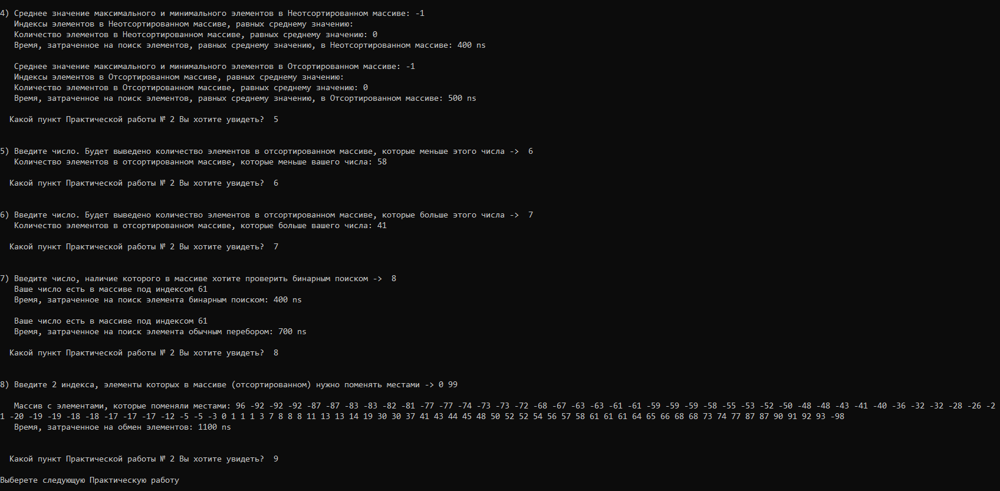 4) Среднее значение максимального и минимального элементов в Неотсортированном массиве: -1
Индексы элементов в Неотсортированном массиве, равных среднему значению:
Количество элементов в Неотсортированном массиве, равных среднему значению: 0
Время, затраченное на поиск элементов, равных среднему значению, в Неотсортированном массиве: 400 ns
Среднее значение максимального и минимального элементов в Отсортированном массиве: -1
Индексы элементов в Отсортированном массиве, равных среднему значению:
Количество элементов в Отсортированном массиве, равных среднему значению: 0
Время, затраченное на поиск элементов, равных среднему значению, в Отсортированном массиве: 500 ns
Какой пункт Практической работы № 2 Вы хотите увидеть?  5
5) Введите число. Будет выведено количество элементов в отсортированном массиве, которые меньше этого числа ->  6
Количество элементов в отсортированном массиве, которые меньше вашего числа: 58
Какой пункт Практической работы № 2 Вы хотите увидеть?  6
6) Введите число. Будет выведено количество элементов в отсортированном массиве, которые больше этого числа ->  7
Количество элементов в отсортированном массиве, которые больше вашего числа: 41
Какой пункт Практической работы № 2 Вы хотите увидеть?  7
7) Введите число, наличие которого в массиве хотите проверить бинарным поиском ->  8
Ваше число есть в массиве под индексом 61
Время, затраченное на поиск элемента бинарным поиском: 400 ns
Ваше число есть в массиве под индексом 61
Время, затраченное на поиск элемента обычным перебором: 700 ns
Какой пункт Практической работы № 2 Вы хотите увидеть?  8
8) Введите 2 индекса, элементы которых в массиве (отсортированном) нужно поменять местами -> 0 99
Массив с элементами, которые поменяли местами: 96 -92 -92 -92 -87 -87 -83 -83 -82 -81 -77 -77 -74 -73 -73 -72 -68 -67 -63 -63 -61 -61 -59 -59 -59 -58 -55 -53 -52 -50 -48 -48 -43 -41 -40 -36 -32 -32 -28 -26 -2
1 -20 -19 -19 -18 -18 -17 -17 -17 -12 -5 -5 -3 0 1 1 1 3 7 8 8 8 11 13 13 14 19 30 30 37 41 43 44 45 48 50 52 52 54 56 57 58 61 61 61 64 65 66 68 68 73 74 77 87 87 90 91 92 93 -98
Время, затраченное на обмен элементов: 1100 ns
Какой пункт Практической работы № 2 Вы хотите увидеть?  9
Выберете следующую Практическую работу